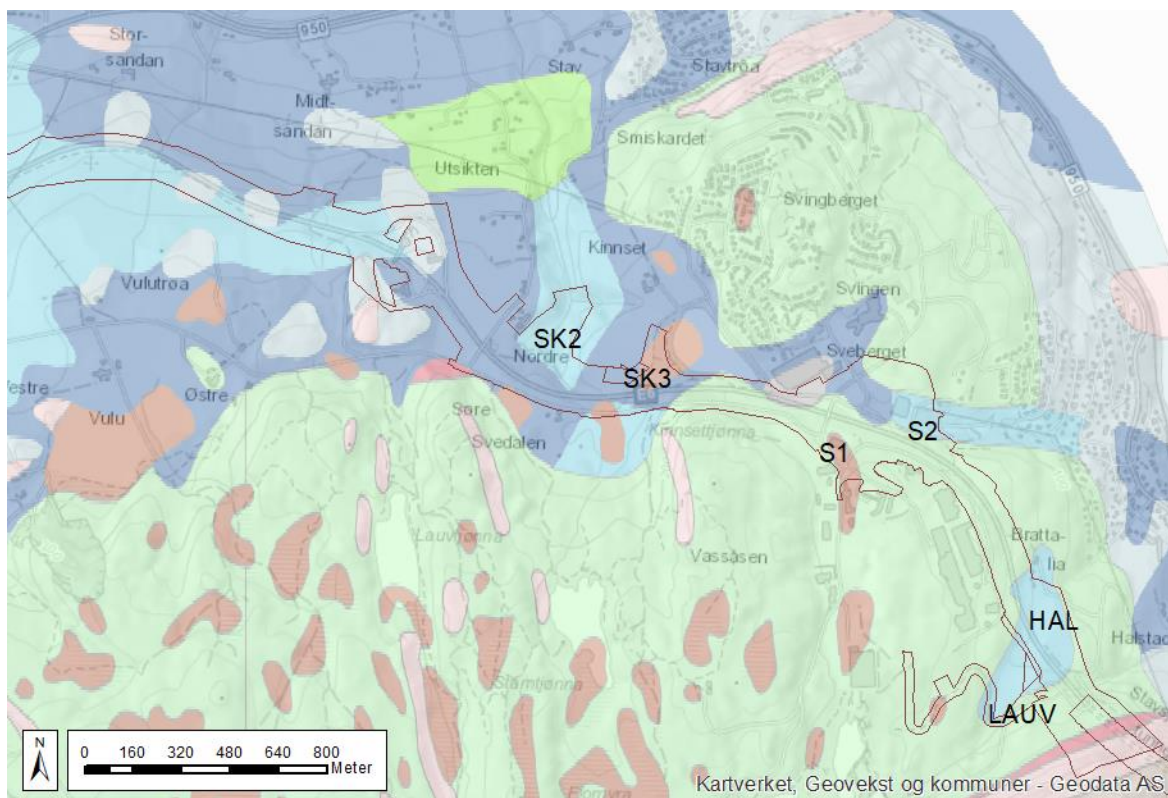 Stor-
sandan
950
Midt-
sandan
Stav
Stavtrøa
Smiskardet
Utsikten
950
Svingberget
Kinnset
Vulutrøa
Svingen
SK2
Nordre
Sveberget
SK3
Vestre
Østre
Vulu
Søre
Svedalen
Kinnsettjønna
S1
S2
Lauvtjønna
Vassåsen
Bratta-
lia
HAL
Halstad
Slåmtjønna
LAUV
N
0 160 320 480 640 800
Meter
Kartverket, Geovekst og kommuner - Geodata AS